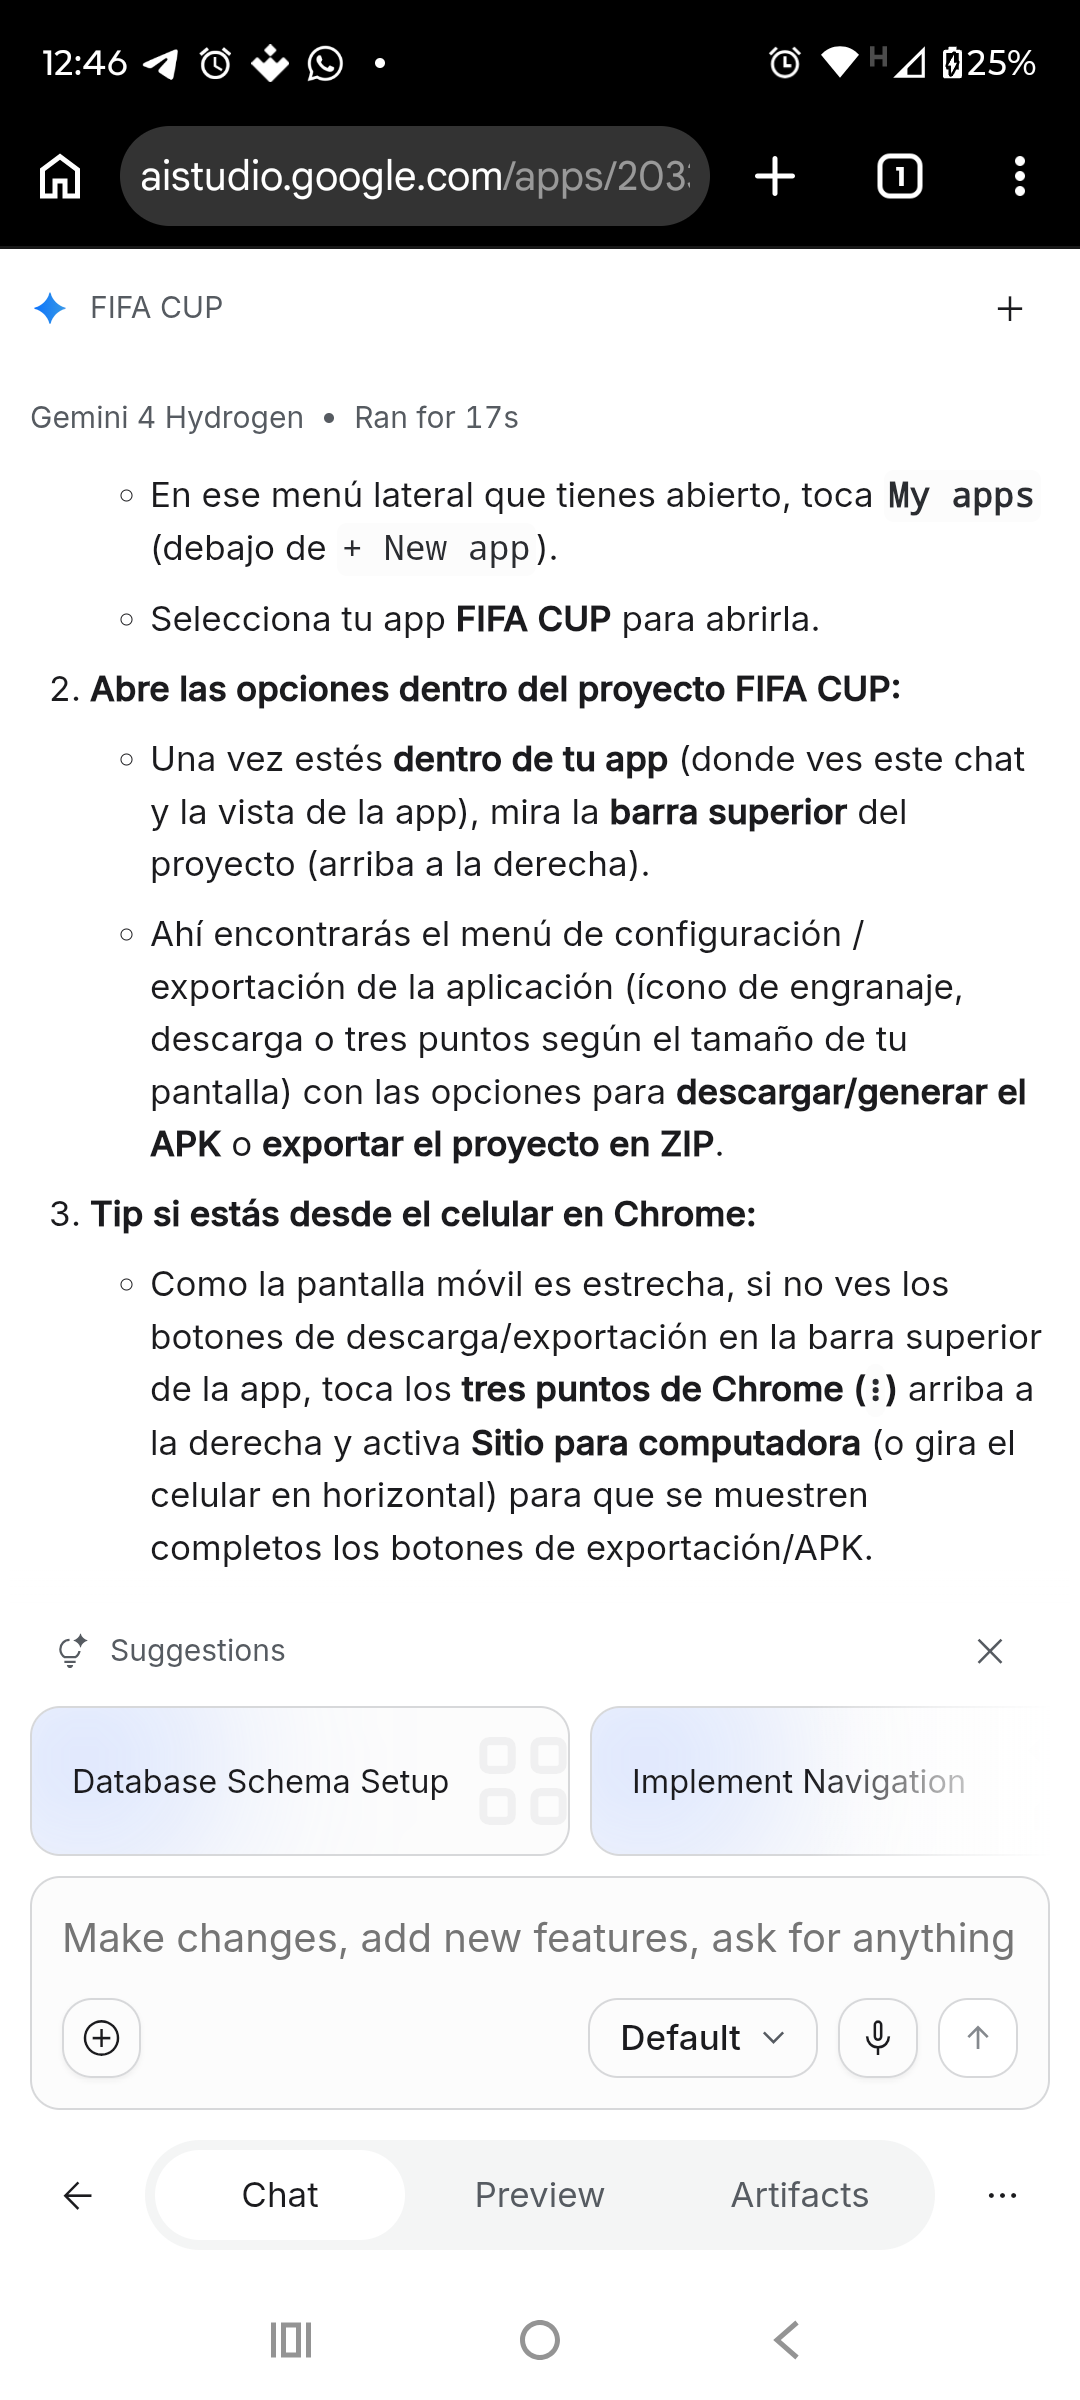 12:46
H
25%
aistudio.google.com/apps/203
1
FIFA CUP
Gemini 4 Hydrogen • Ran for 17s
◦ En ese menú lateral que tienes abierto, toca My apps
(debajo de + New app).
◦ Selecciona tu app FIFA CUP para abrirla.
2. Abre las opciones dentro del proyecto FIFA CUP:
◦ Una vez estés dentro de tu app (donde ves este chat
y la vista de la app), mira la barra superior del
proyecto (arriba a la derecha).
◦ Ahí encontrarás el menú de configuración /
exportación de la aplicación (ícono de engranaje,
descarga o tres puntos según el tamaño de tu
pantalla) con las opciones para descargar/generar el
APK o exportar el proyecto en ZIP.
3. Tip si estás desde el celular en Chrome:
◦ Como la pantalla móvil es estrecha, si no ves los
botones de descarga/exportación en la barra superior
de la app, toca los tres puntos de Chrome (⋮) arriba a
la derecha y activa Sitio para computadora (o gira el
celular en horizontal) para que se muestren
completos los botones de exportación/APK.
Suggestions
Database Schema Setup
Implement Navigation
Make changes, add new features, ask for anything
Default
Chat
Preview
Artifacts